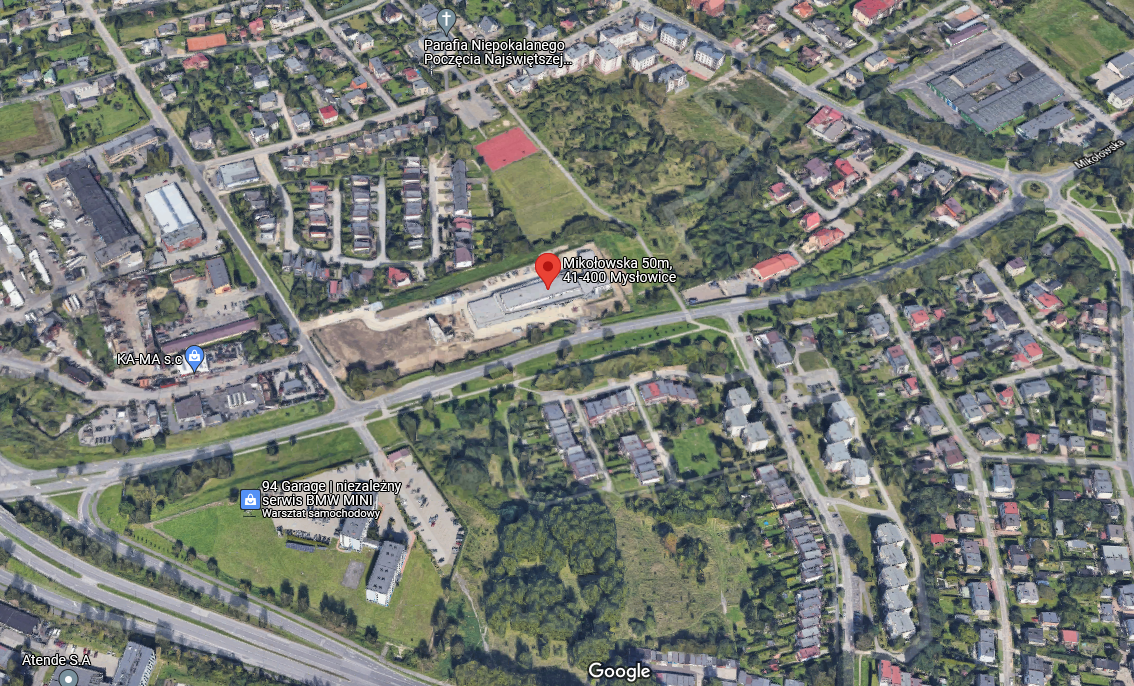 Parafia Niepokalanego
Poczęcia Najświętszej...
Mikołowska
Mikołowska 50m,
41-400 Mysłowice
KA-MA s.c
94 Garage | niezależny
serwis BMW MINI
Warsztat samochodowy
Atende S.A
Google